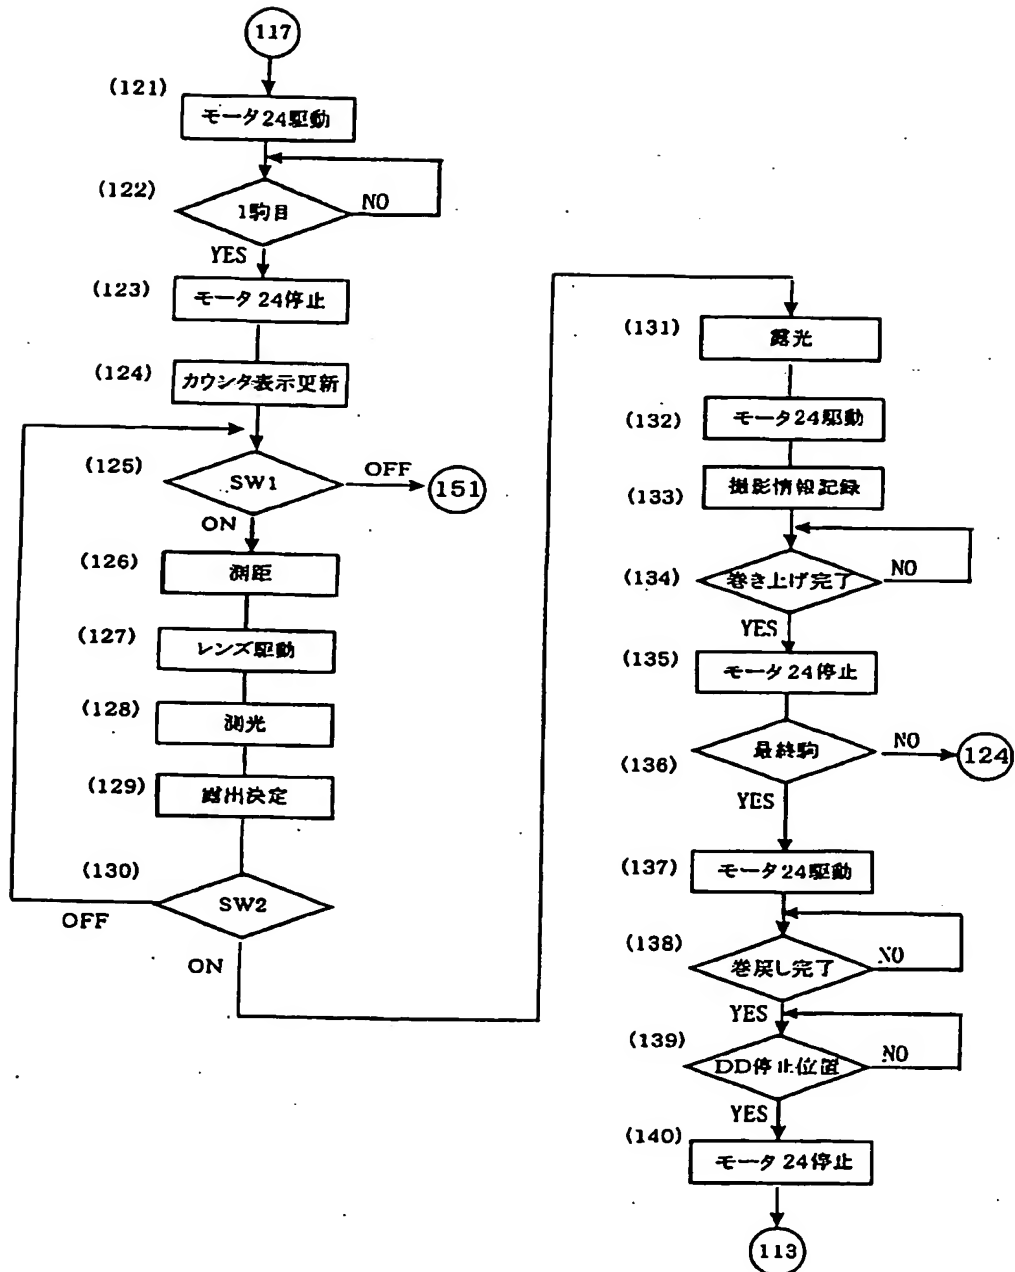 117
(121)
モータ24駆動
(122)
1駒目
NO
YES
(123)
モータ24停止
(124)
カウンタ表示更新
(125)
SW1
OFF
151
ON
(126)
測距
(127)
レンズ駆動
(128)
測光
(129)
露出決定
(130)
SW2
OFF
ON
(131)
露光
(132)
モータ24駆動
(133)
撮影情報記録
(134)
巻き上げ完了
NO
YES
(135)
モータ24停止
(136)
最終駒
NO
124
YES
(137)
モータ24駆動
(138)
巻戻し完了
NO
YES
(139)
DD停止位置
NO
YES
(140)
モータ24停止
113